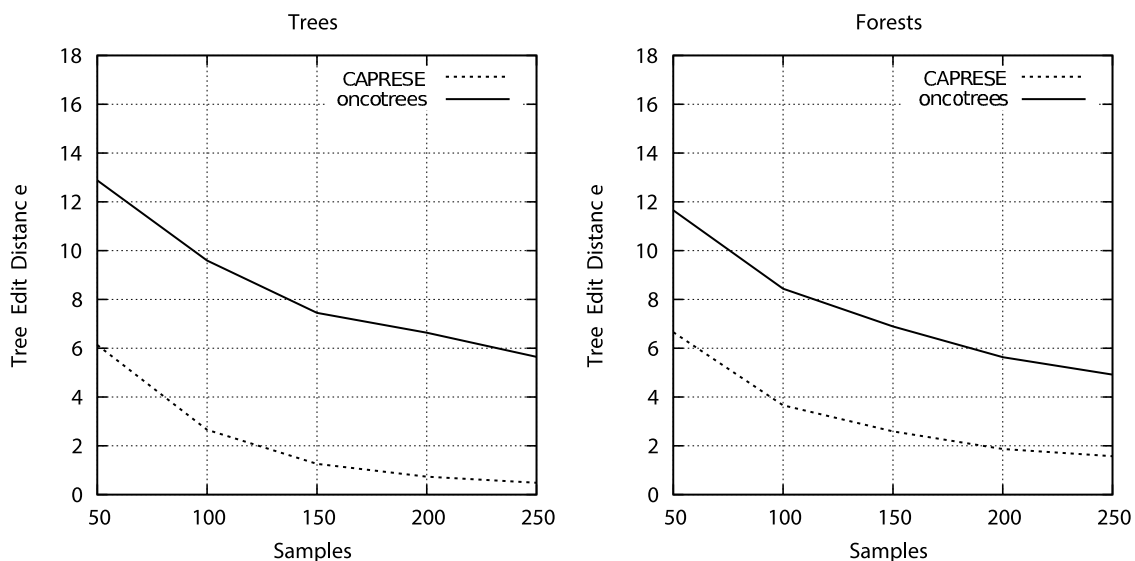 Trees
18
16
14
12
10
8
6
4
2
0
Tree Edit Distanc e
CAPRESE
oncotrees
50 100 150 200 250
Samples
Forests
18
16
14
12
10
8
6
4
2
0
Tree Edit Distanc e
CAPRESE
oncotrees
50 100 150 200 250
Samples